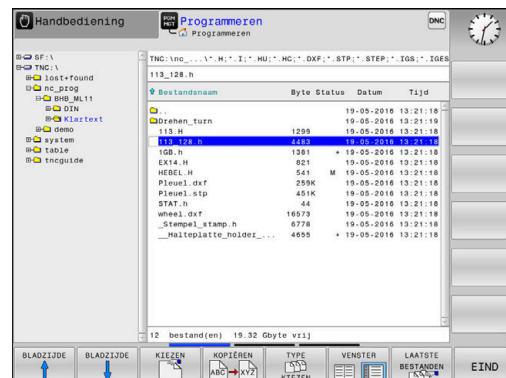 Handbediening
PGM MGT
Programmeren
Programmeren
DNC
SF:\
TNC:\
lost+found
nc_prog
BHB_ML11
DIN
Klartext
demo
system
table
tncguide
TNC:\nc_...\*.H;*.I;*.HU;*.HC;*.DXF;*.STP;*.STEP;*.IGS;*.IGES
113_128.h
Bestandsnaam Byte Status Datum Tijd
.. 19-05-2016 13:21:18
Drehen_turn 19-05-2016 13:21:19
113.H 1299 19-05-2016 13:21:18
113_128.h 4483 19-05-2016 13:21:18
1GB.h 1381 + 19-05-2016 13:21:18
EX14.H 821 19-05-2016 13:21:18
HEBEL.H 541 M 19-05-2016 13:21:18
Pleuel.dxf 259K 19-05-2016 13:21:18
Pleuel.stp 451K 19-05-2016 13:21:18
STAT.h 44 19-05-2016 13:21:18
wheel.dxf 16573 19-05-2016 13:21:18
_Stempel_stamp.h 6778 19-05-2016 13:21:18
__Halteplatte_holder_... 4655 + 19-05-2016 13:21:18
12 bestand(en) 19.32 Gbyte vrij
BLADZIJDE
BLADZIJDE
KIEZEN
KOPIËREN
ABC XYZ
TYPE
KIEZEN
VENSTER
LAATSTE
BESTANDEN
EIND